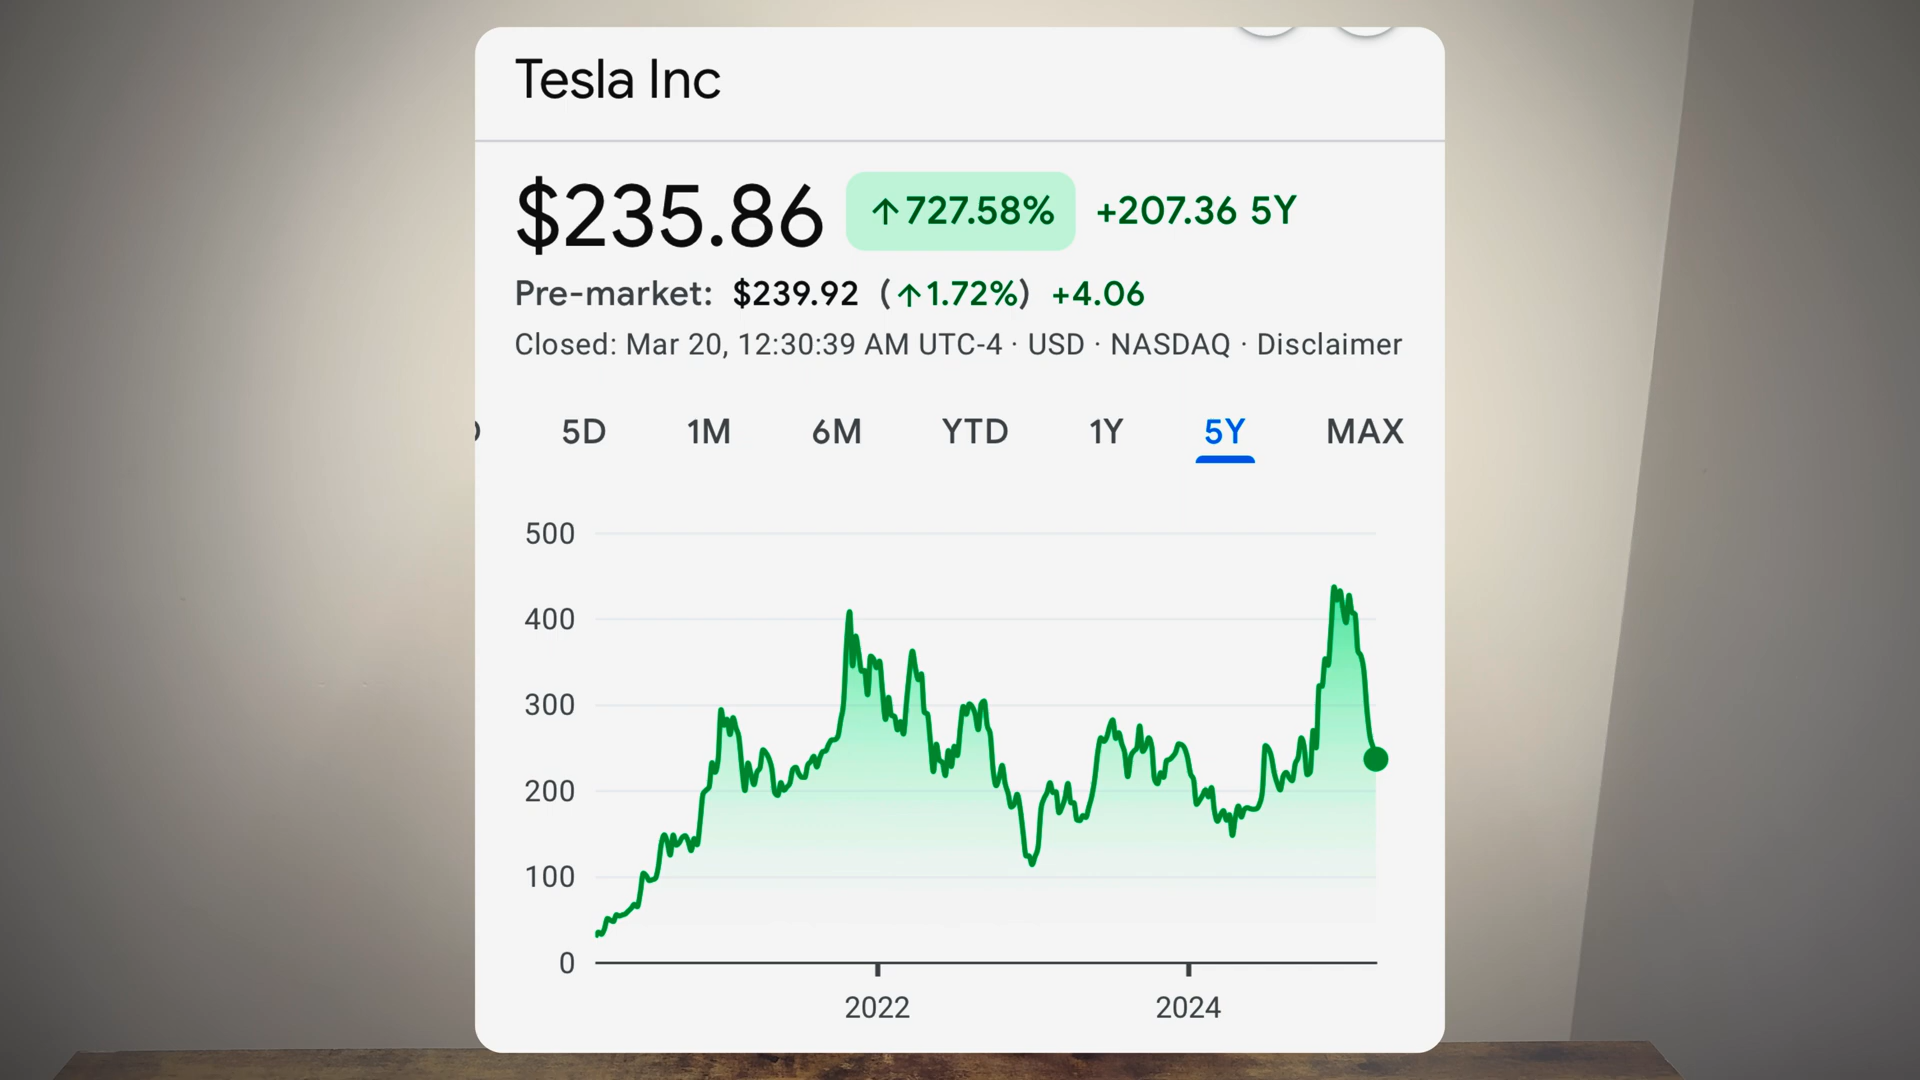 Tesla Inc
$235.86 ↑727.58% +207.36 5Y
Pre-market: $239.92 (↑1.72%) +4.06
Closed: Mar 20, 12:30:39 AM UTC-4 · USD · NASDAQ · Disclaimer
5D 1M 6M YTD 1Y 5Y MAX
500
400
300
200
100
0
2022 2024